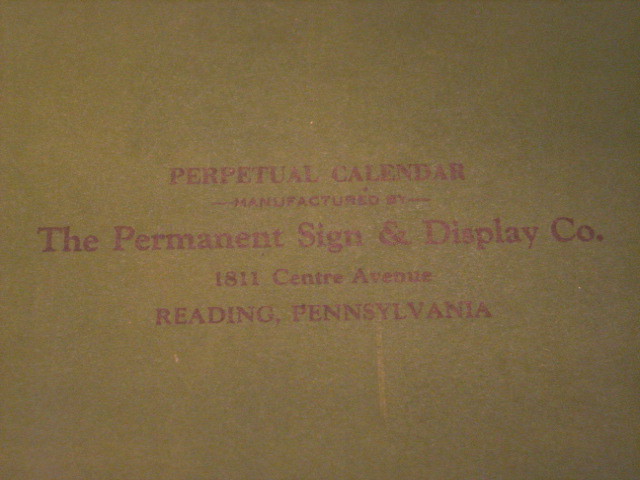 PERPETUAL CALENDAR
—MANUFACTURED BY—
The Permanent Sign & Display Co.
1811 Centre Avenue
READING, PENNSYLVANIA